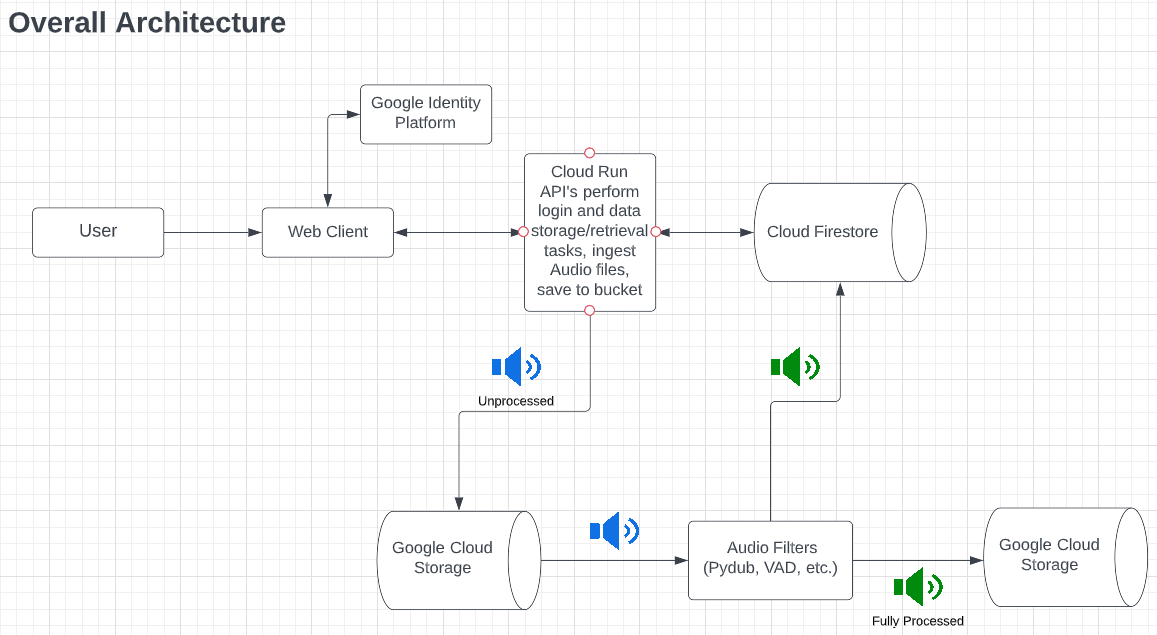 Overall Architecture
Google Identity
Platform
User
Web Client
Cloud Run
API's perform
login and data
storage/retrieval
tasks, ingest
Audio files,
save to bucket
Cloud Firestore
Unprocessed
Google Cloud
Storage
Audio Filters
(Pydub, VAD, etc.)
Google Cloud
Storage
Fully Processed